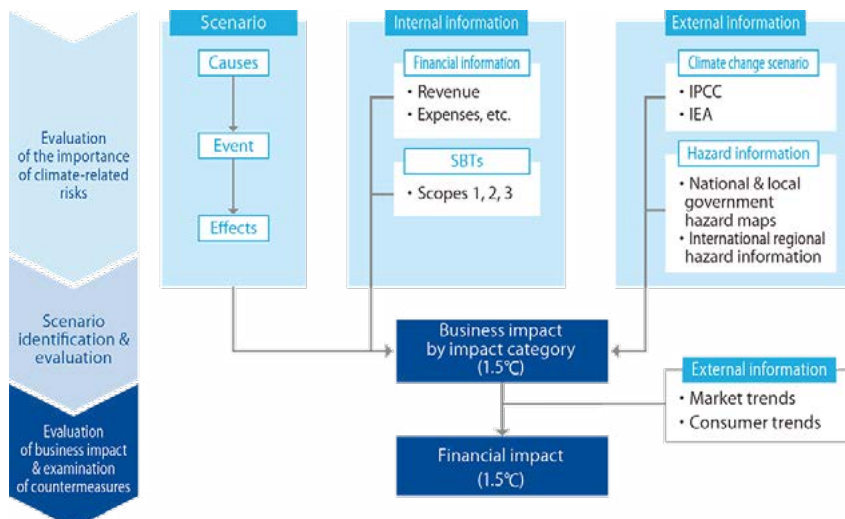 Evaluation
of the importance
of climate-related
risks
Scenario
identification &
evaluation
Evaluation
of business impact
& examination
of countermeasures
Scenario
Causes
Event
Effects
Internal information
Financial information
・Revenue
・Expenses, etc.
SBTs
・Scopes 1, 2, 3
External information
Climate change scenario
・IPCC
・IEA
Hazard information
・National & local
government
hazard maps
・International regional
hazard information
Business impact
by impact category
(1.5℃)
External information
・Market trends
・Consumer trends
Financial impact
(1.5℃)